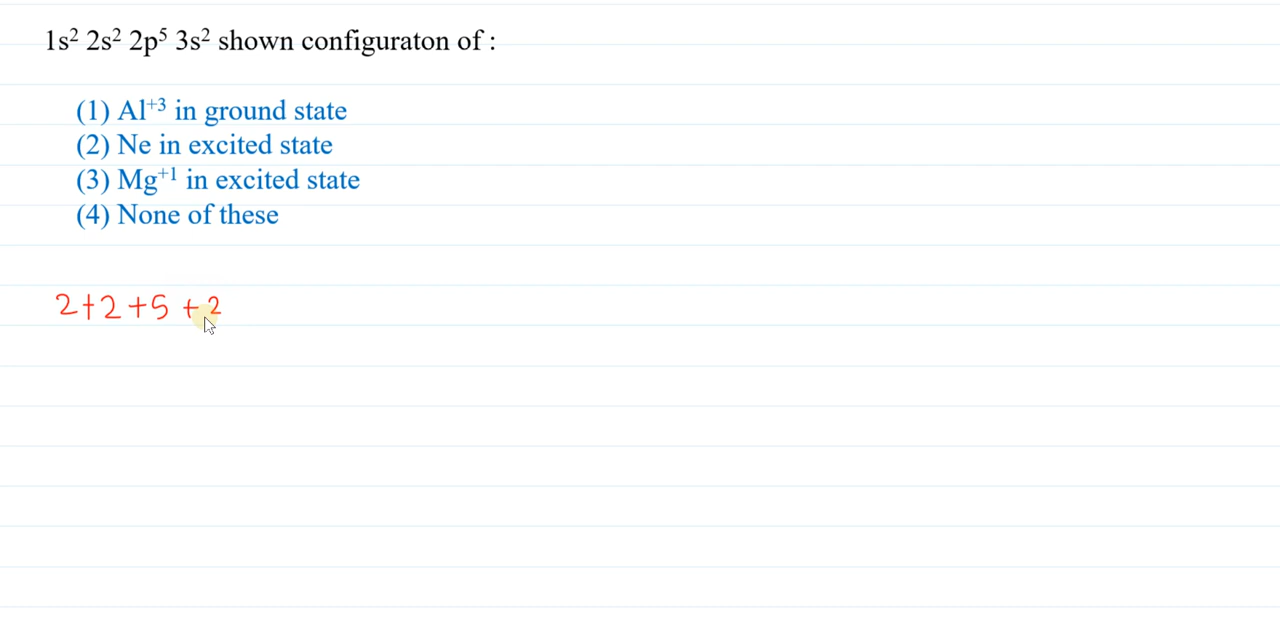 1s² 2s² 2p⁵ 3s² shown configuraton of :
(1) Al⁺³ in ground state
(2) Ne in excited state
(3) Mg⁺¹ in excited state
(4) None of these
2+2+5+2